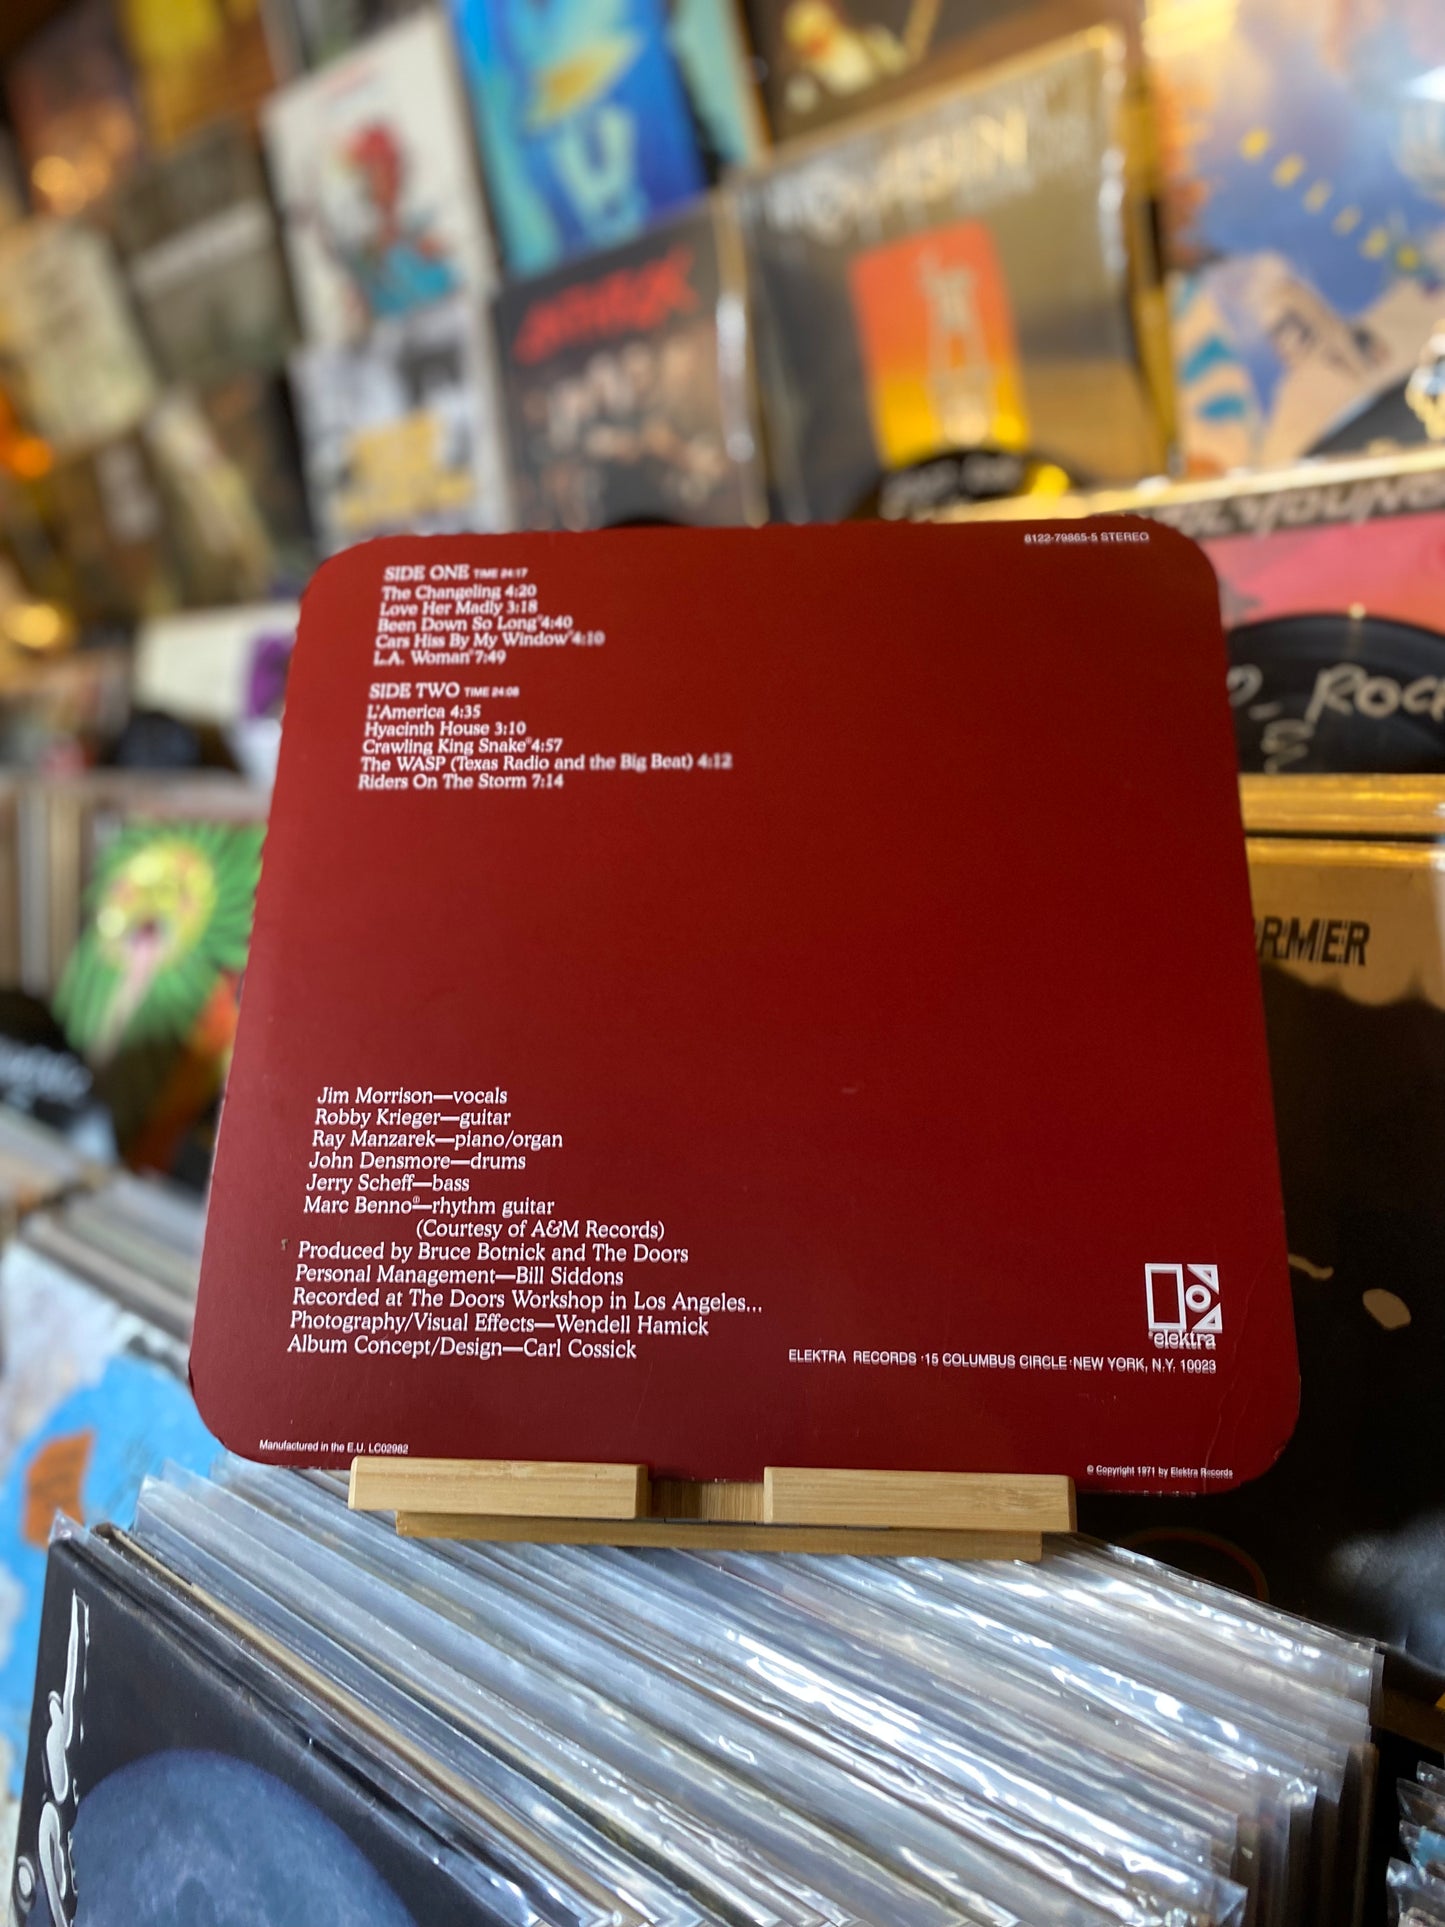 8122-79865-5 STEREO
SIDE ONE TIME 24:17
The Changeling 4:20
Love Her Madly 3:18
Been Down So Long 4:40
Cars Hiss By My Window 4:10
L.A. Woman 7:49
SIDE TWO TIME 24:08
L'America 4:35
Hyacinth House 3:10
Crawling King Snake 4:57
The WASP (Texas Radio and the Big Beat) 4:12
Riders On The Storm 7:14
Jim Morrison—vocals
Robby Krieger—guitar
Ray Manzarek—piano/organ
John Densmore—drums
Jerry Scheff—bass
Marc Benno—rhythm guitar
(Courtesy of A&M Records)
Produced by Bruce Botnick and The Doors
Personal Management—Bill Siddons
Recorded at The Doors Workshop in Los Angeles...
Photography/Visual Effects—Wendell Hamick
Album Concept/Design—Carl Cossick
elektra
ELEKTRA RECORDS · 15 COLUMBUS CIRCLE · NEW YORK, N.Y. 10023
Manufactured in the E.U. LC02982
© Copyright 1971 by Elektra Records
YOUNG
ROCK
RMER